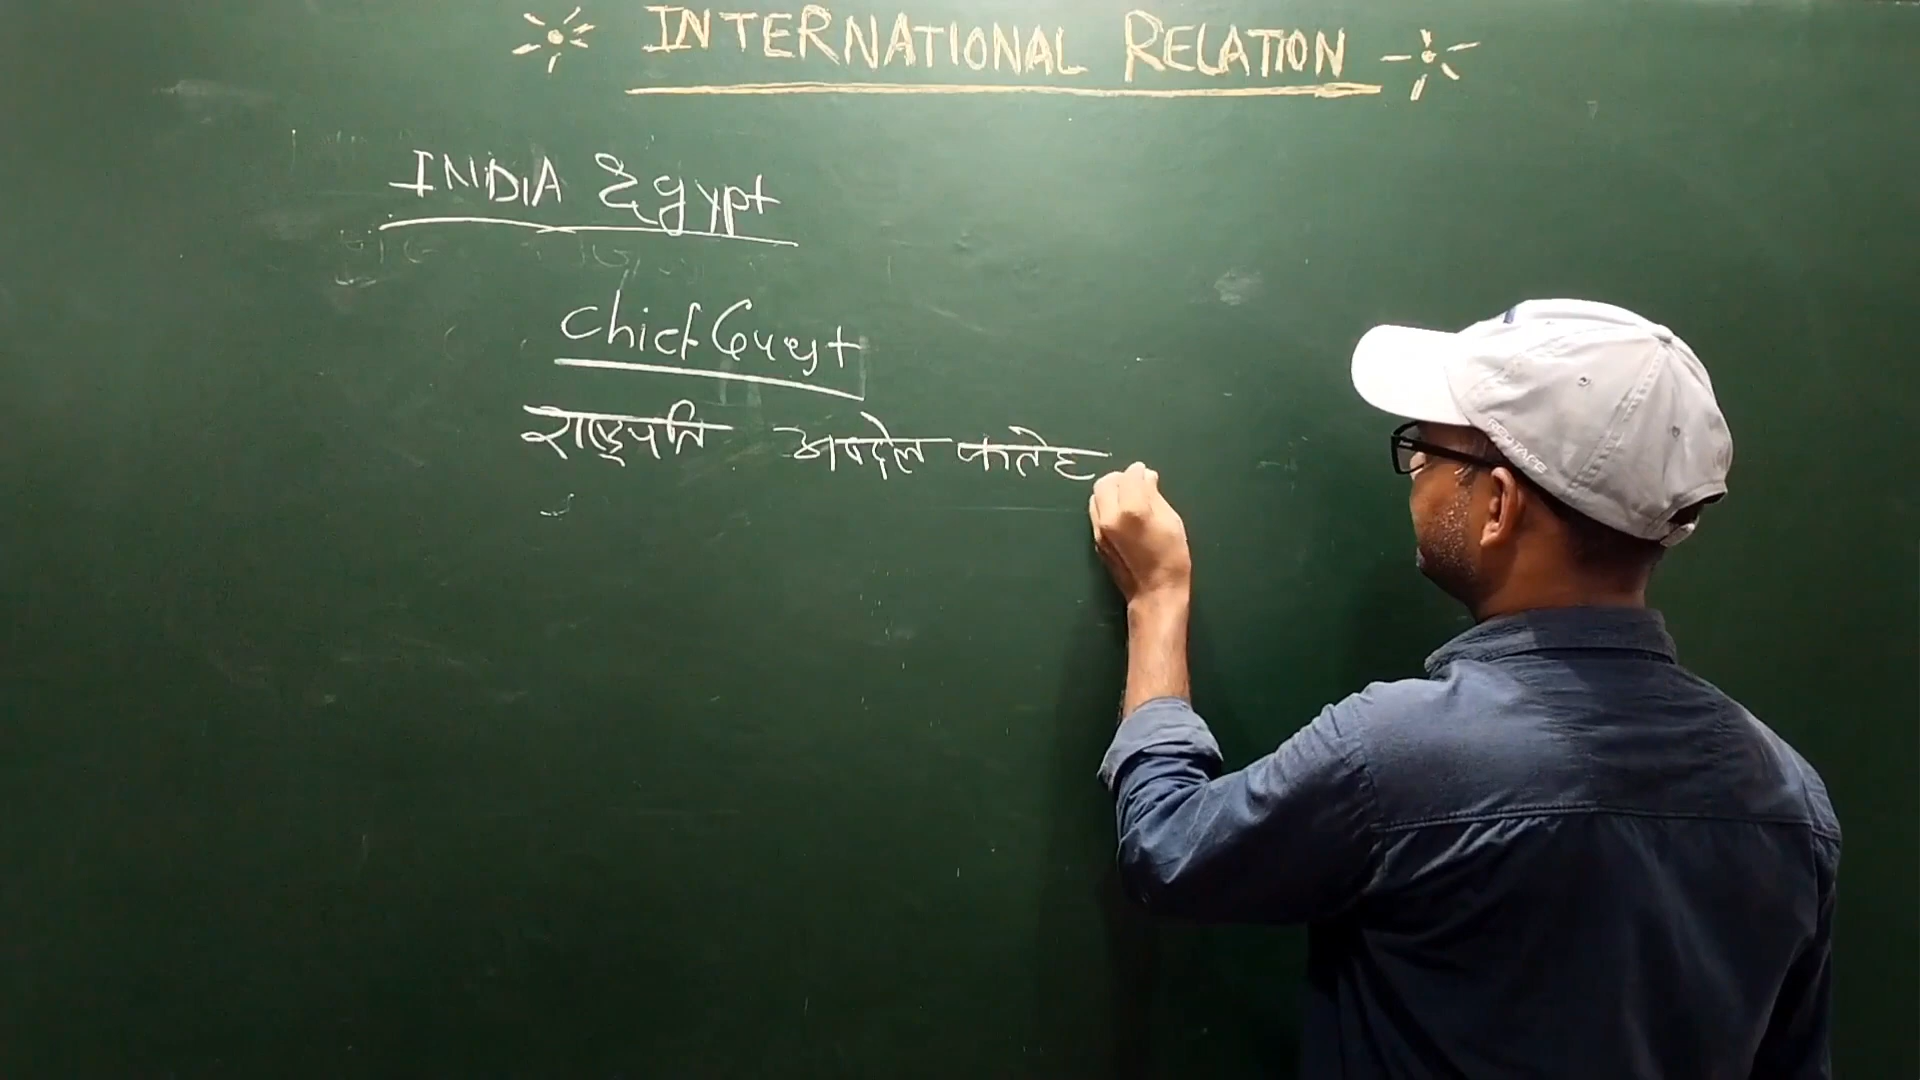 INTERNATIONAL RELATION
INDIA Egypt
Chief Guest
राष्ट्रपति अब्देल फतेह